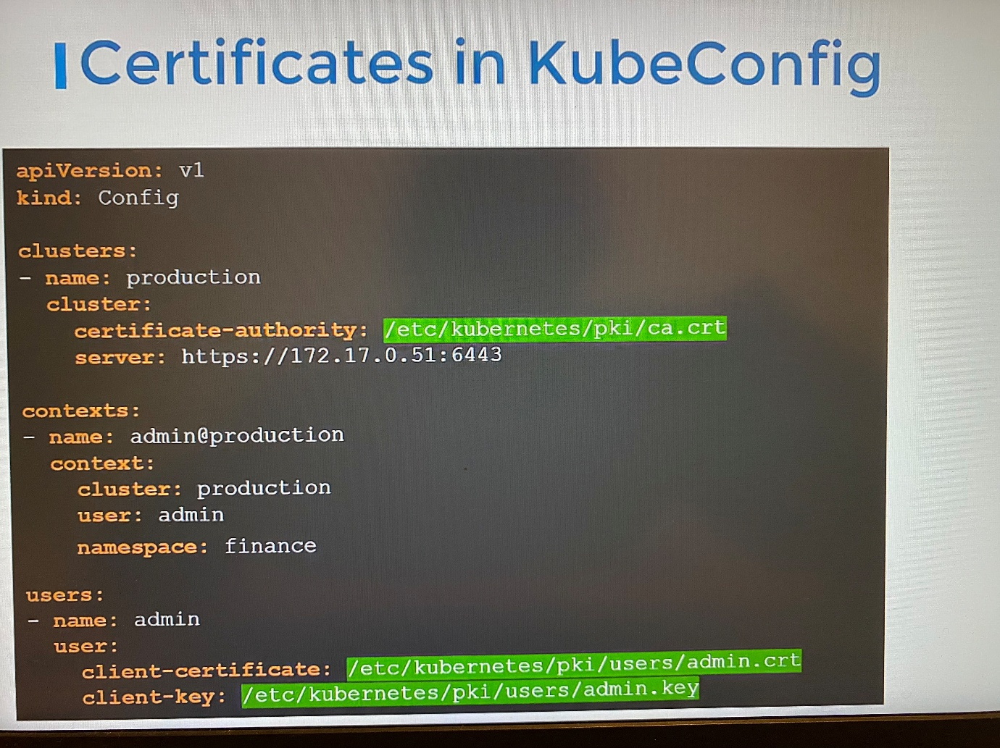 Certificates in KubeConfig
apiVersion: v1
kind: Config
clusters:
- name: production
cluster:
certificate-authority: /etc/kubernetes/pki/ca.crt
server: https://172.17.0.51:6443
contexts:
- name: admin@production
context:
cluster: production
user: admin
namespace: finance
users:
- name: admin
user:
client-certificate: /etc/kubernetes/pki/users/admin.crt
client-key: /etc/kubernetes/pki/users/admin.key